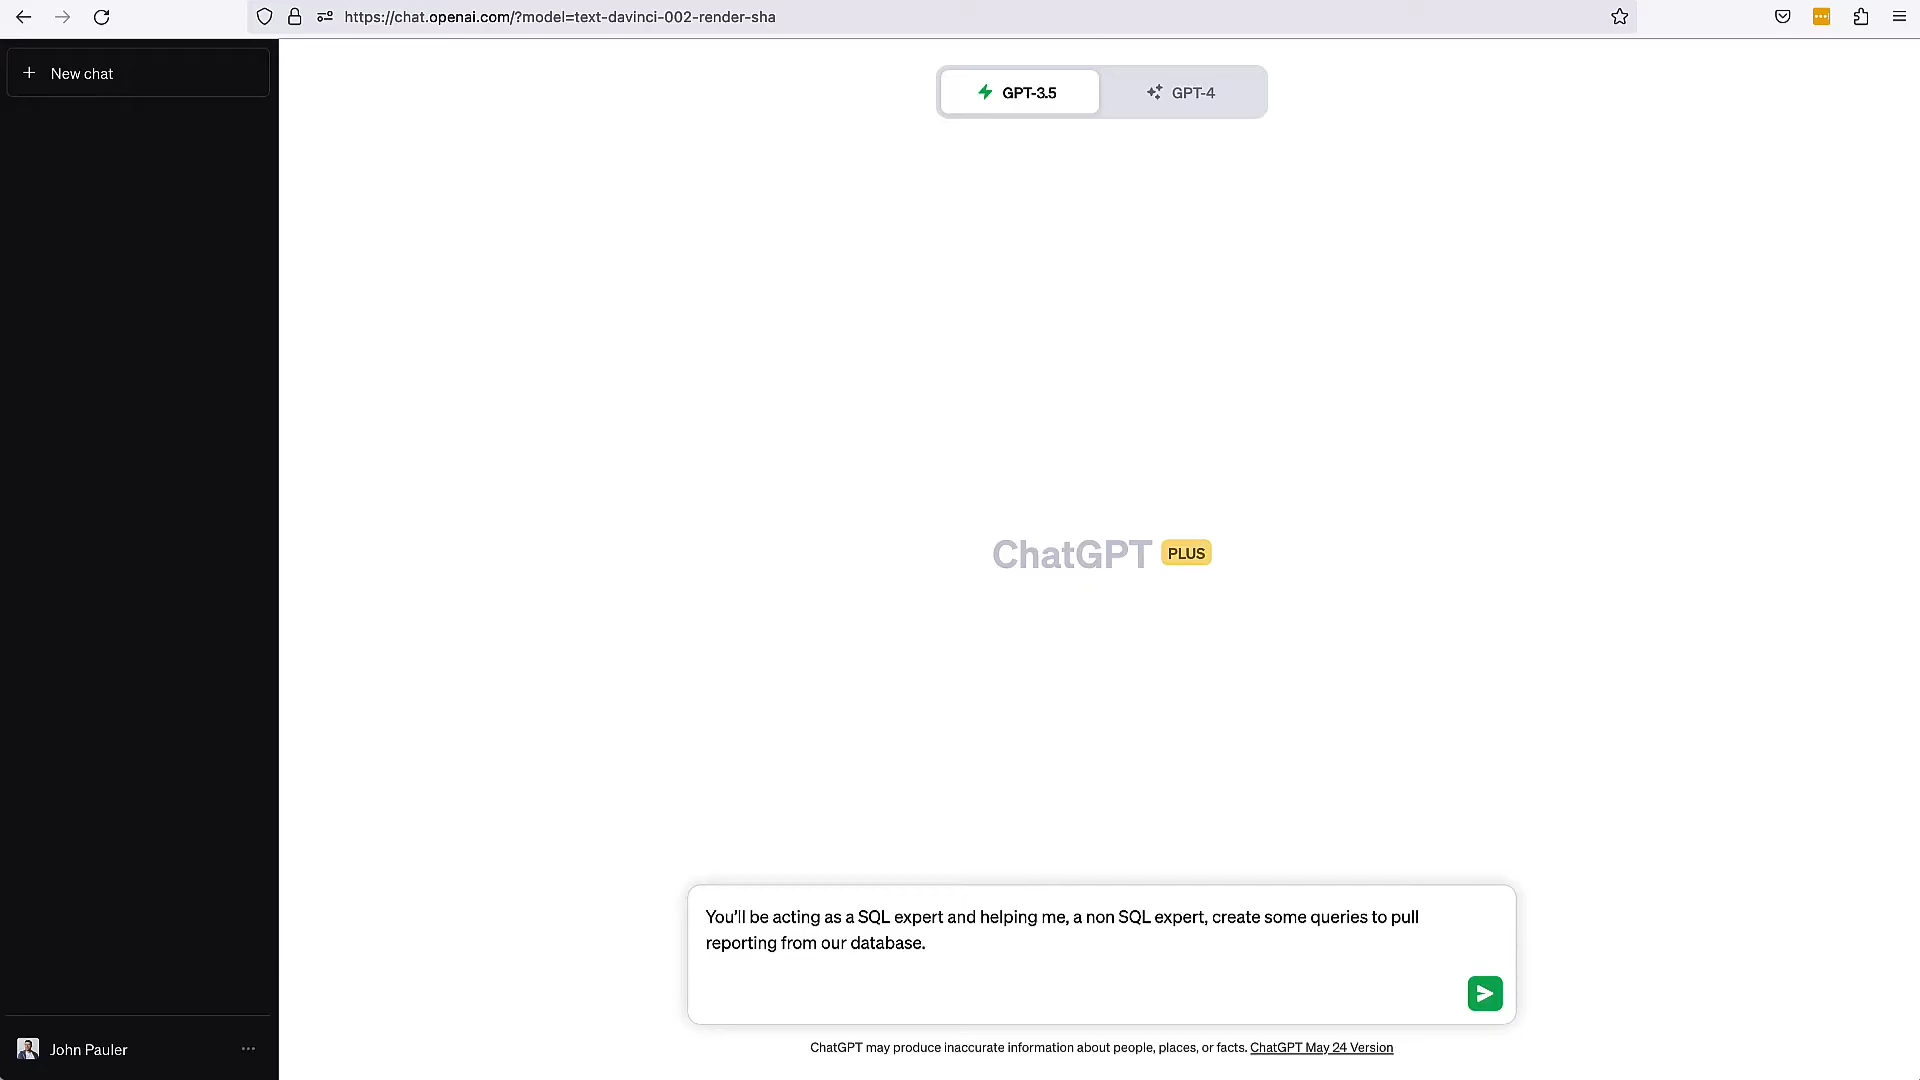 https://chat.openai.com/?model=text-davinci-002-render-sha
New chat
GPT-3.5
GPT-4
ChatGPT PLUS
You'll be acting as a SQL expert and helping me, a non SQL expert, create some queries to pull
reporting from our database.
John Pauler
ChatGPT may produce inaccurate information about people, places, or facts. ChatGPT May 24 Version